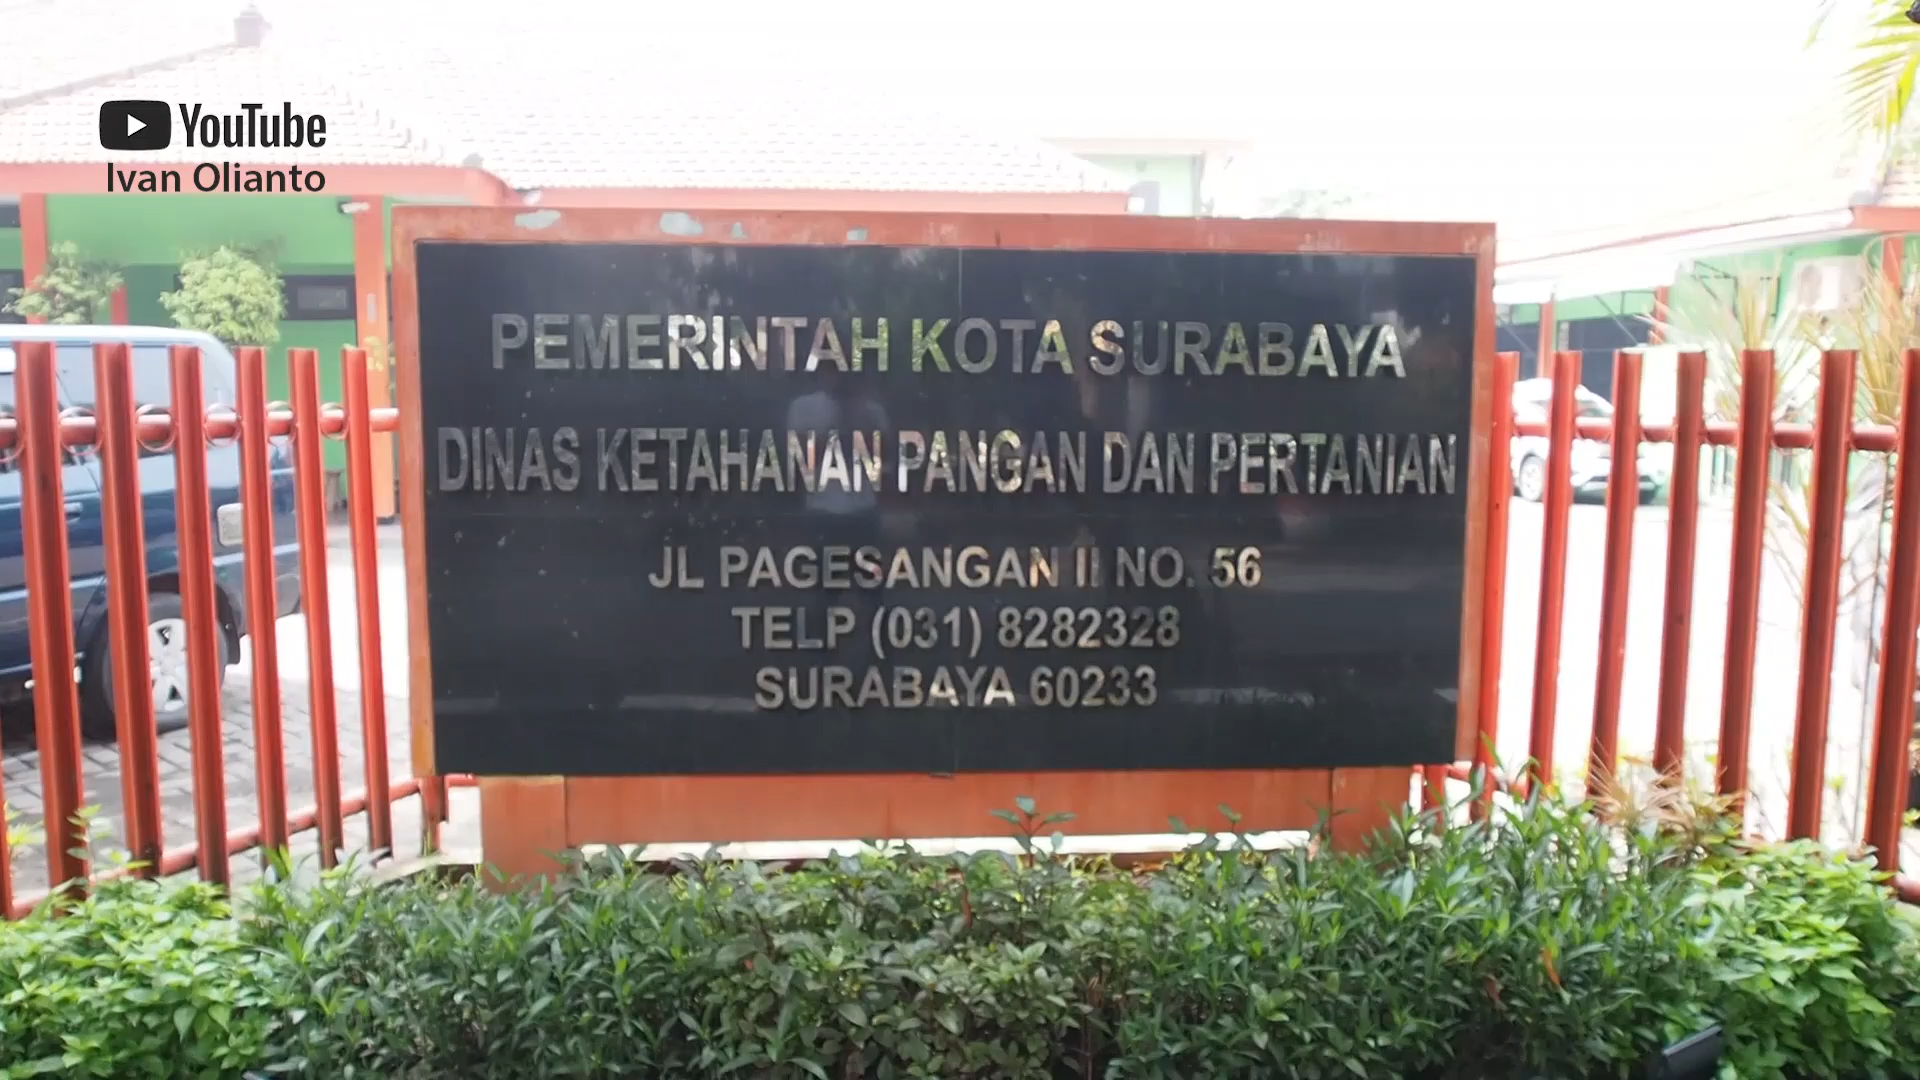 YouTube
Ivan Olianto
PEMERINTAH KOTA SURABAYA
DINAS KETAHANAN PANGAN DAN PERTANIAN
JL PAGESANGAN II NO. 56
TELP (031) 8282328
SURABAYA 60233